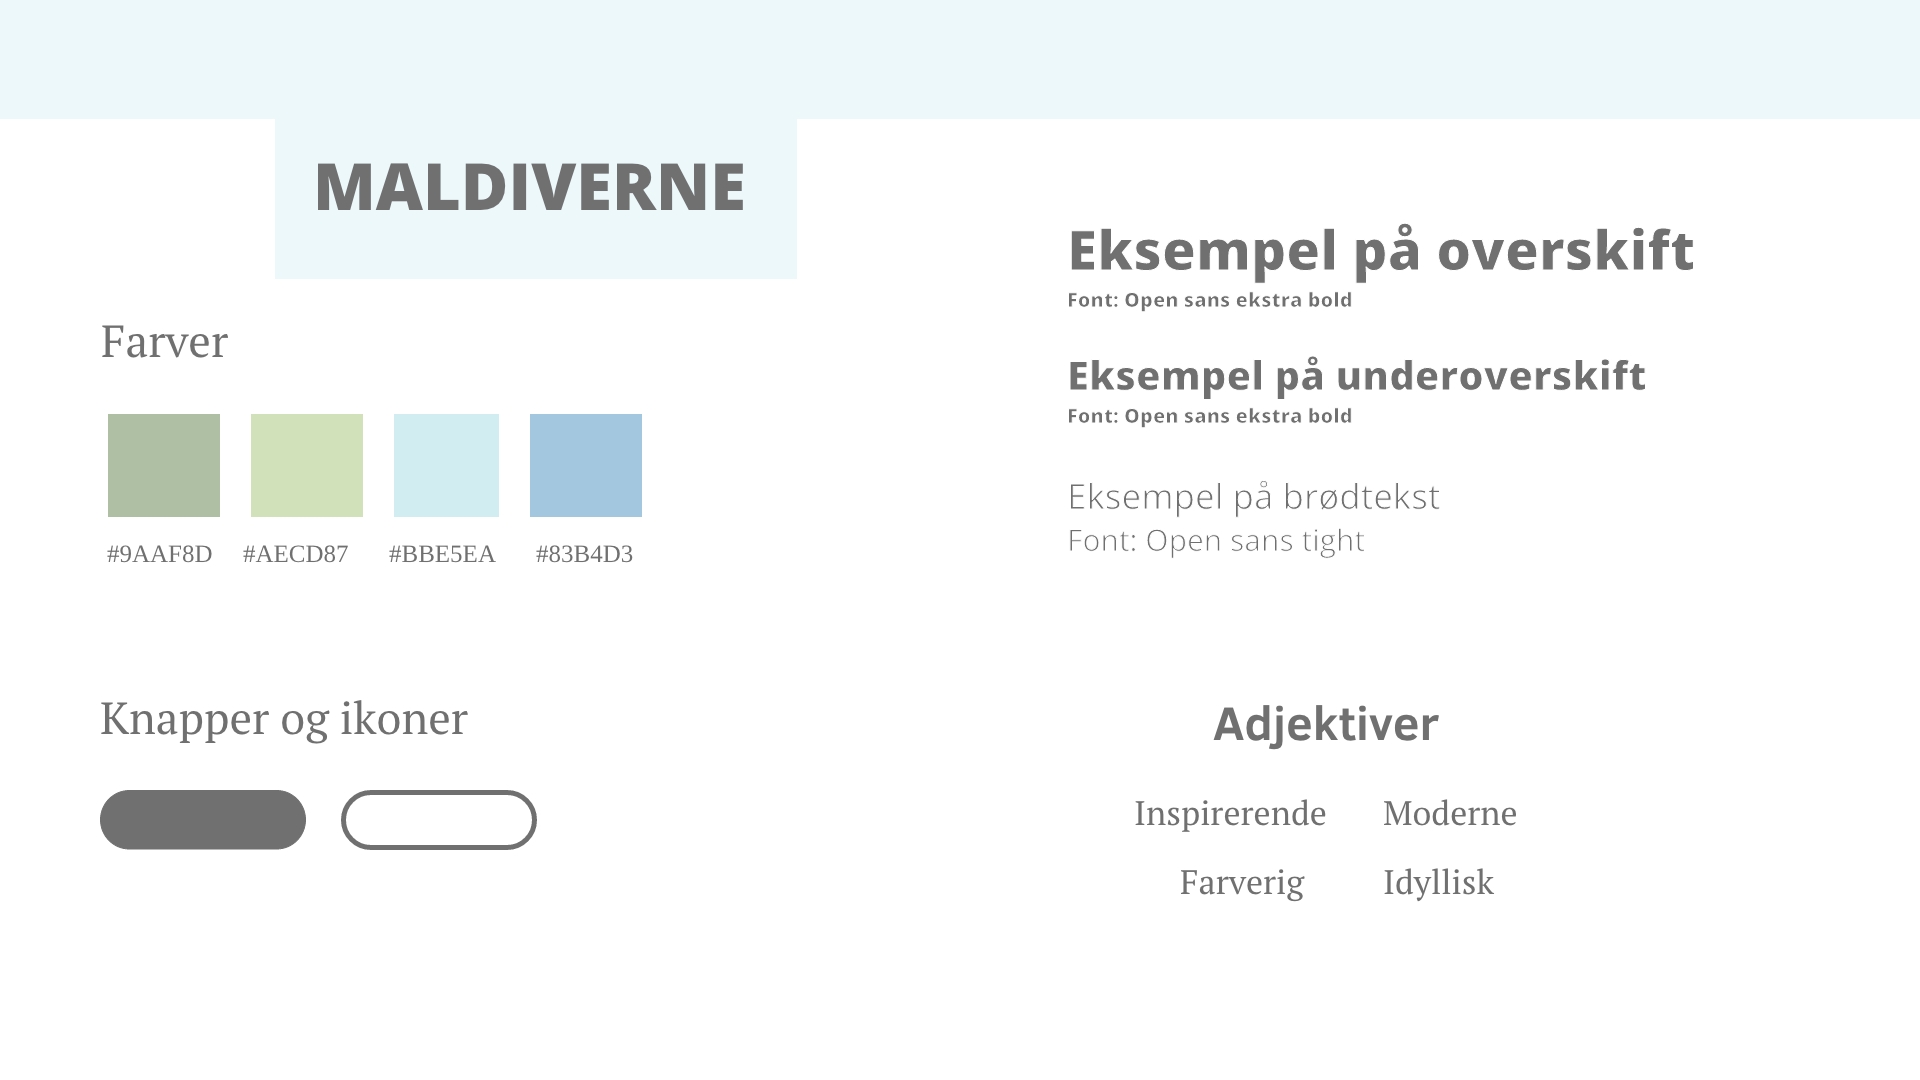 MALDIVERNE
Farver
#9AAF8D #AECD87 #BBE5EA #83B4D3
Knapper og ikoner
Eksempel på overskift
Font: Open sans ekstra bold
Eksempel på underoverskift
Font: Open sans ekstra bold
Eksempel på brødtekst
Font: Open sans tight
Adjektiver
Inspirerende Moderne
Farverig Idyllisk